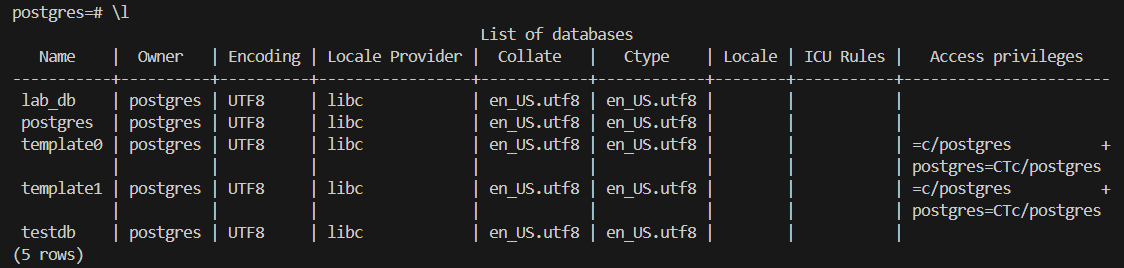 postgres=# \l
                                                   List of databases
   Name    |  Owner   | Encoding | Locale Provider |  Collate   |   Ctype    | Locale | ICU Rules |   Access privileges
-----------+----------+----------+-----------------+------------+------------+--------+-----------+-----------------------
 lab_db    | postgres | UTF8     | libc            | en_US.utf8 | en_US.utf8 |        |           |
 postgres  | postgres | UTF8     | libc            | en_US.utf8 | en_US.utf8 |        |           |
 template0 | postgres | UTF8     | libc            | en_US.utf8 | en_US.utf8 |        |           | =c/postgres          +
           |          |          |                 |            |            |        |           | postgres=CTc/postgres
 template1 | postgres | UTF8     | libc            | en_US.utf8 | en_US.utf8 |        |           | =c/postgres          +
           |          |          |                 |            |            |        |           | postgres=CTc/postgres
 testdb    | postgres | UTF8     | libc            | en_US.utf8 | en_US.utf8 |        |           |
(5 rows)